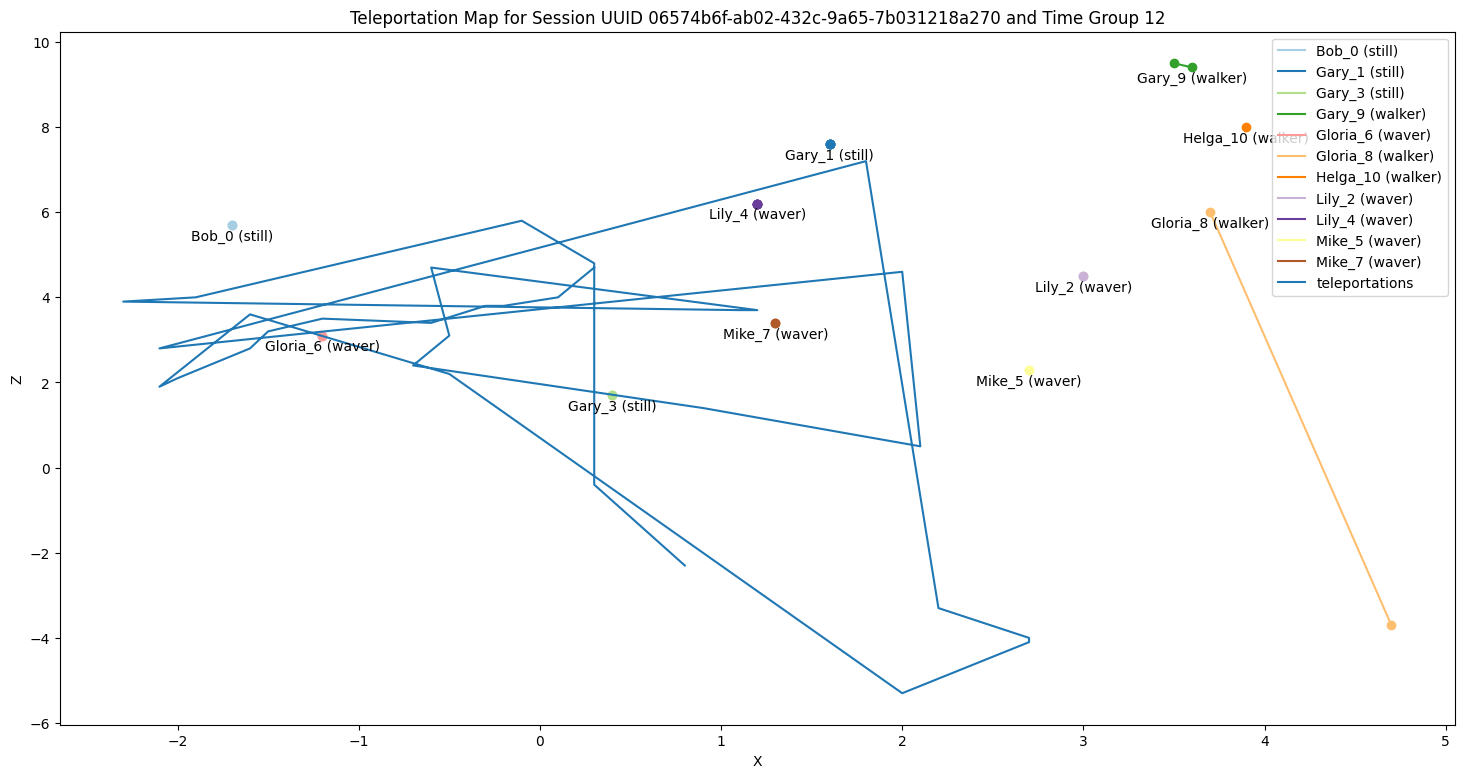 Teleportation Map for Session UUID 06574b6f-ab02-432c-9a65-7b031218a270 and Time Group 12
10
8
6
4
2
0
−2
−4
−6
Z
−2
−1
0
1
2
3
4
5
X
Gary_9 (walker)
Helga_10 (walker)
Gary_1 (still)
Lily_4 (waver)
Gloria_8 (walker)
Bob_0 (still)
Lily_2 (waver)
Mike_7 (waver)
Gloria_6 (waver)
Mike_5 (waver)
Gary_3 (still)
Bob_0 (still)
Gary_1 (still)
Gary_3 (still)
Gary_9 (walker)
Gloria_6 (waver)
Gloria_8 (walker)
Helga_10 (walker)
Lily_2 (waver)
Lily_4 (waver)
Mike_5 (waver)
Mike_7 (waver)
teleportations